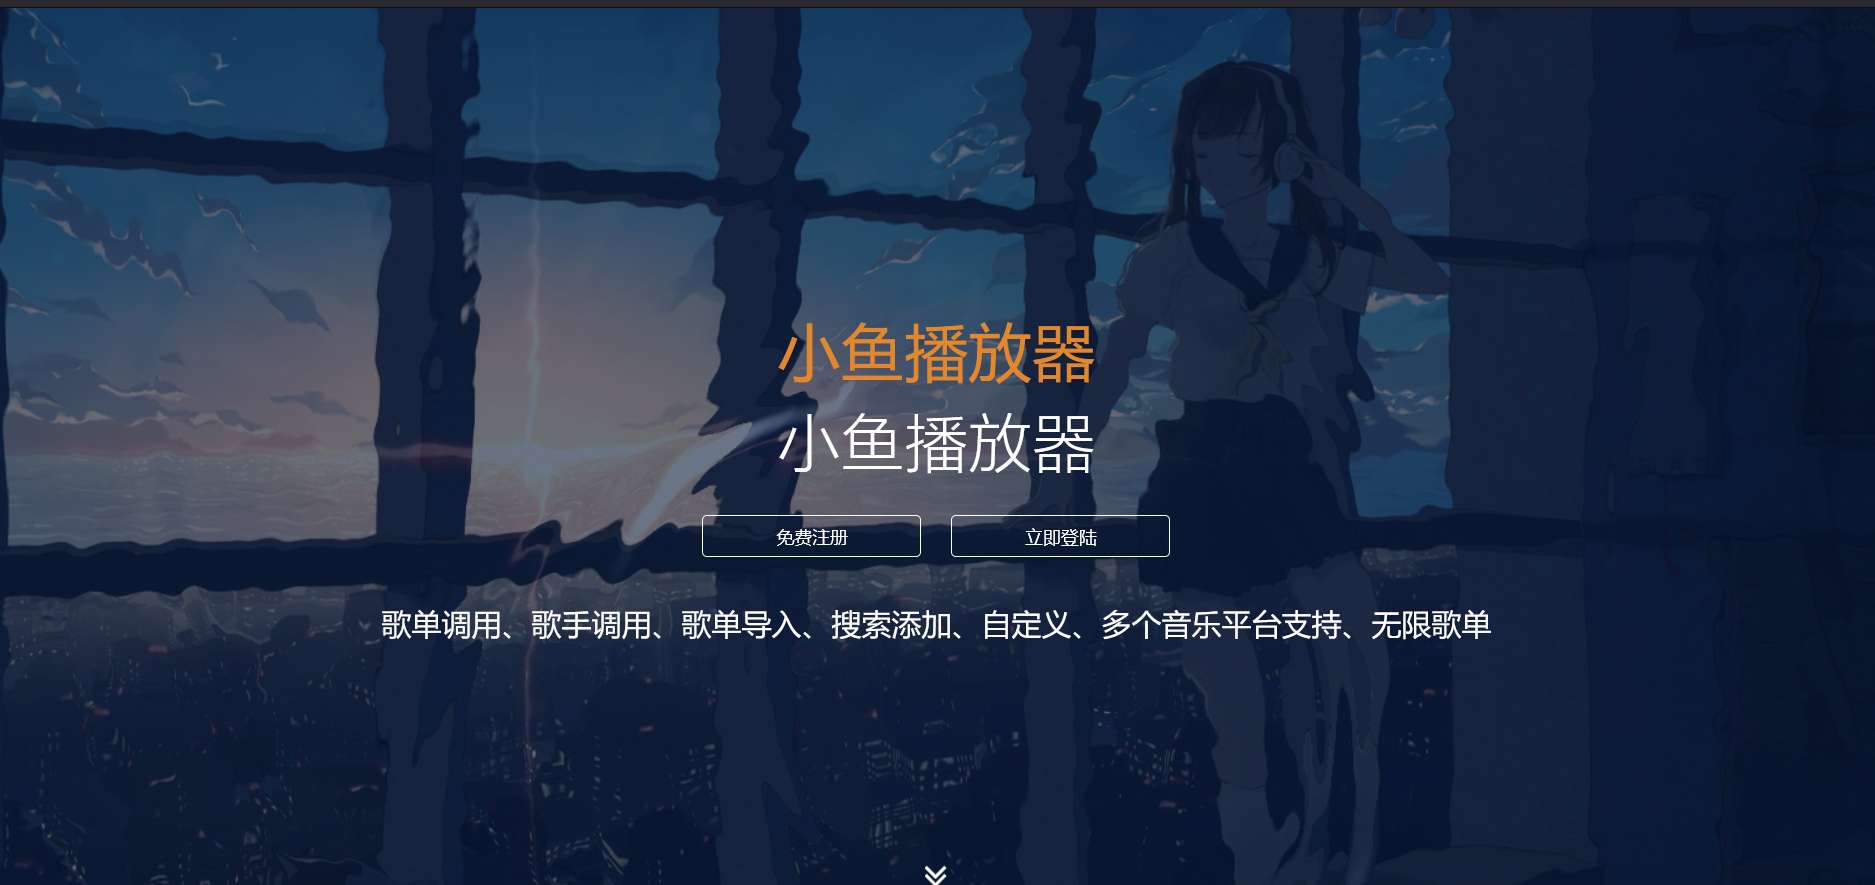 小鱼播放器
小鱼播放器
免费注册
立即登陆
歌单调用、歌手调用、歌单导入、搜索添加、自定义、多个音乐平台支持、无限歌单